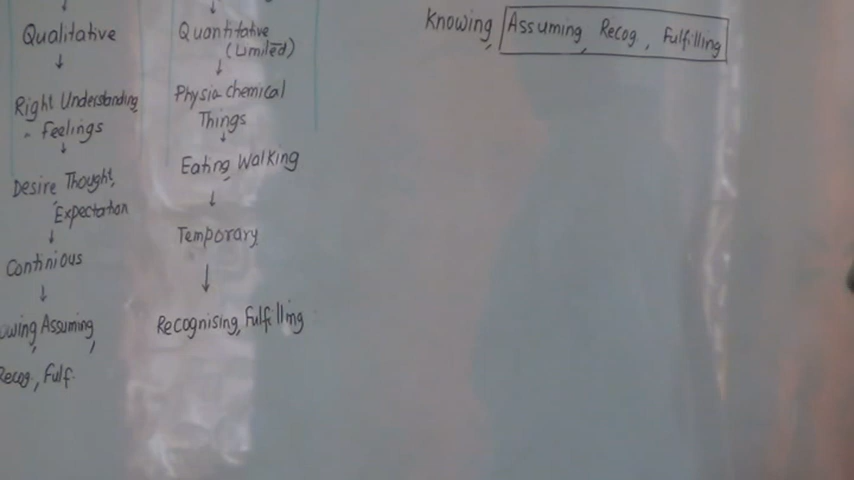 Qualitative
↓
Right Understanding
Feelings
↓
Desire Thought,
Expectation
↓
Continious
↓
owing Assuming,
Recog., Fulf.
↓
Quantitative
(Limited)
↓
Physio chemical
Things
↓
Eating, Walking
↓
Temporary
↓
Recognising, Fulfilling
Knowing, Assuming, Recog., Fulfilling